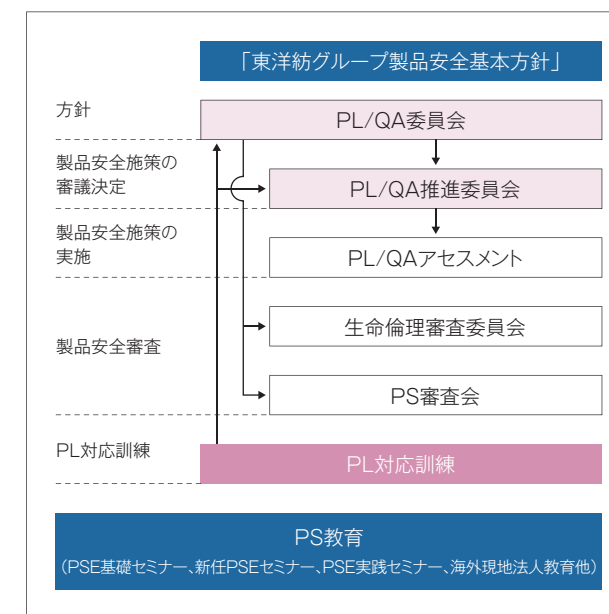 「東洋紡グループ製品安全基本方針」
方針
PL/QA委員会
製品安全施策の
審議決定
PL/QA推進委員会
製品安全施策の
実施
PL/QAアセスメント
生命倫理審査委員会
製品安全審査
PS審査会
PL対応訓練
PL対応訓練
PS教育
（PSE基礎セミナー、新任PSEセミナー、PSE実践セミナー、海外現地法人教育他）